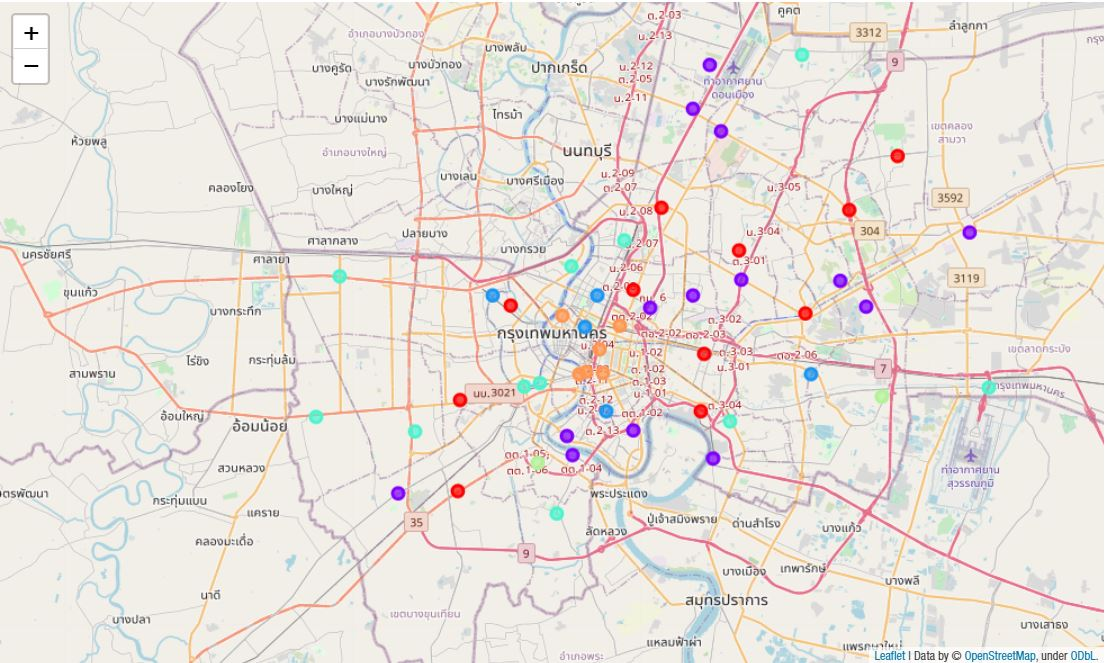 +
−
ต.2-03
น.2-13
คูคต
3312
ลำลูกกา
อำเภอบางบัวทอง
บางพลับ
9
บางคูรัด
บางบัวทอง
ปากเกร็ด
น.2-12
บางรักพัฒนา
ต.2-05
ท่าอากาศยาน
ดอนเมือง
น.2-11
บางแม่นาง
ไทรม้า
เขตคลอง
สามวา
ห้วยพลู
อำเภอบางใหญ่
นนทบุรี
คลองโยง
บางใหญ่
บางเลน
บางศรีเมือง
น.2-09
ต.2-07
น.3-05
3592
น.2-08
ศาลากลาง
ปลายบาง
บางกรวย
น.2-07
น.3-04
304
นครชัยศรี
ศาลายา
ต.3-01
น.2-06
3119
ขุนแก้ว
บางกระทึก
กรุงเทพมหานคร
ต.3-02
ต.2-03
เขตลาดกระบัง
ไร่ขิง
กระทุ่มล้ม
น.1-02
ต.3-03
ต.2-06
7
สามพราน
น.3-01
ต.1-02
ต.1-03
นบ.3021
น.1-01
กรุงเทพมหานคร
อ้อมใหญ่
อ้อมน้อย
ต.2-12
ต.3-04
ต.2-13
สวนหลวง
ท่าอากาศยาน
สุวรรณภูมิ
กระทุ่มแบน
พระประแดง
แคราย
35
ปู่เจ้าสมิงพราย
ด่านสำโรง
บางแก้ว
คลองมะเดื่อ
ลัดหลวง
9
บางเมือง
เทพารักษ์
บางพลี
นาดี
สมุทรปราการ
บางปลา
เขตบางขุนเทียน
บางเสาธง
แหลมฟ้าผ่า
แพรกษาใหม่
อำเภอพระ
Leaflet | Data by © OpenStreetMap, under ODbL.